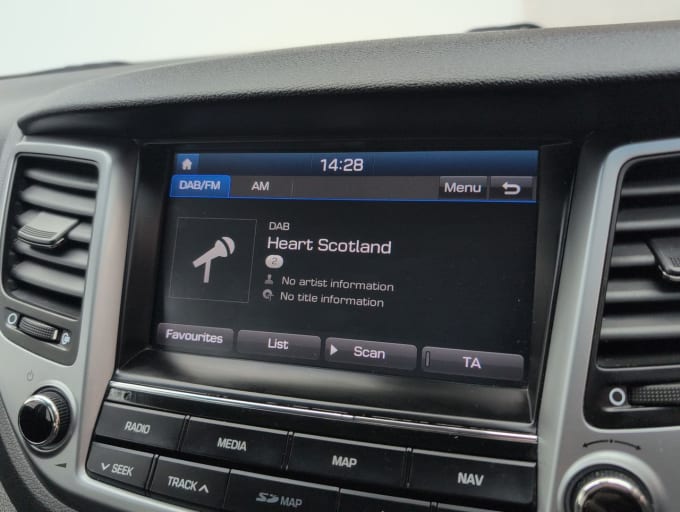 14:28
DAB/FM AM Menu
DAB
Heart Scotland
2
No artist information
No title information
Favourites List Scan TA
RADIO MEDIA MAP NAV
SEEK TRACK SD MAP